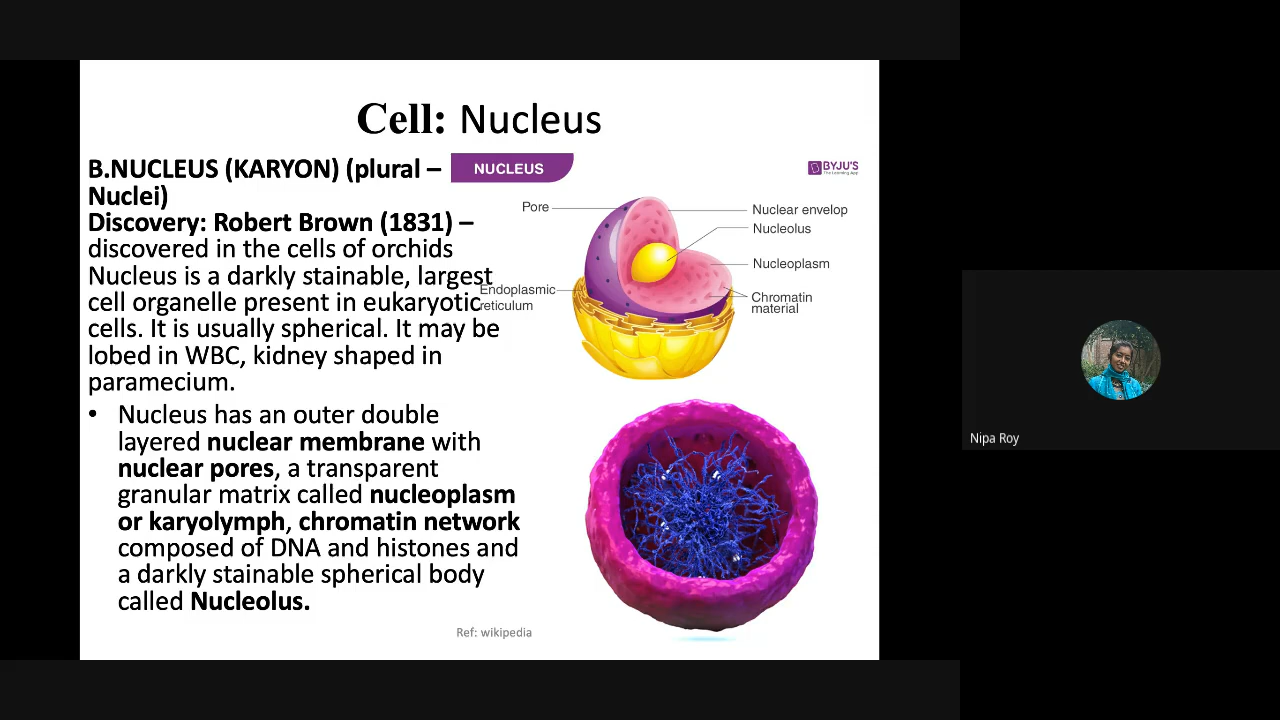 Cell: Nucleus
B.NUCLEUS (KARYON) (plural –
Nuclei)
Discovery: Robert Brown (1831) –
discovered in the cells of orchids
Nucleus is a darkly stainable, largest
cell organelle present in eukaryotic
cells. It is usually spherical. It may be
lobed in WBC, kidney shaped in
paramecium.
• Nucleus has an outer double
layered nuclear membrane with
nuclear pores, a transparent
granular matrix called nucleoplasm
or karyolymph, chromatin network
composed of DNA and histones and
a darkly stainable spherical body
called Nucleolus.
NUCLEUS
BYJU'S
The Learning App
Pore
Nuclear envelop
Nucleolus
Nucleoplasm
Endoplasmic
reticulum
Chromatin
material
Ref: wikipedia
Nipa Roy